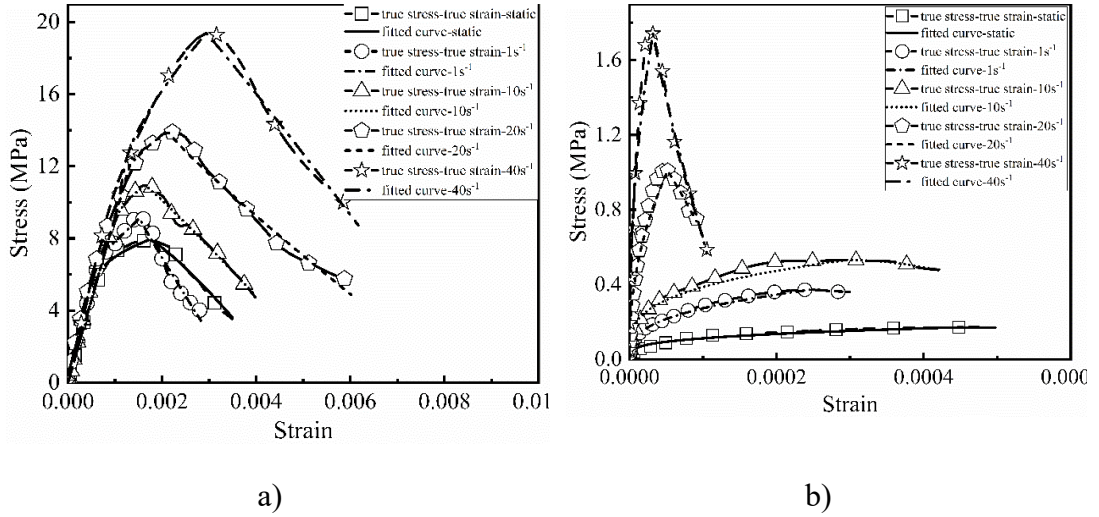 20
16
12
8
4
0
0.000
0.002
0.004
0.006
0.008
0.01
Stress (MPa)
Strain
true stress-true strain-static
fitted curve-static
true stress-true strain-1s⁻¹
fitted curve-1s⁻¹
true stress-true strain-10s⁻¹
fitted curve-10s⁻¹
true stress-true strain-20s⁻¹
fitted curve-20s⁻¹
true stress-true strain-40s⁻¹
fitted curve-40s⁻¹
a)
1.6
1.2
0.8
0.4
0.0
0.0000
0.0002
0.0004
0.000
Stress (MPa)
Strain
true stress-true strain-static
fitted curve-static
true stress-true strain-1s⁻¹
fitted curve-1s⁻¹
true stress-true strain-10s⁻¹
fitted curve-10s⁻¹
true stress-true strain-20s⁻¹
fitted curve-20s⁻¹
true stress-true strain-40s⁻¹
fitted curve-40s⁻¹
b)